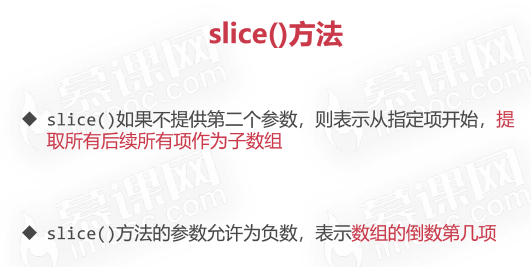 slice()方法
◆ slice()如果不提供第二个参数，则表示从指定项开始，提
取所有后续所有项作为子数组
◆ slice()方法的参数允许为负数，表示数组的倒数第几项